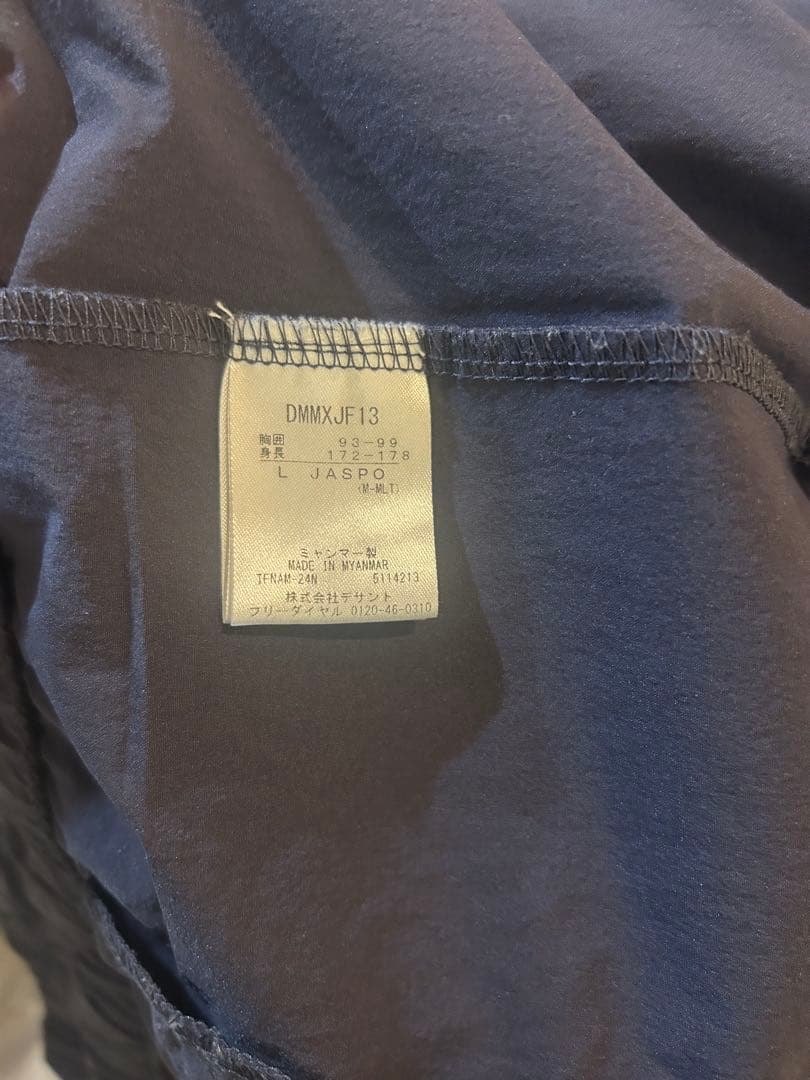 DMMXJF13
胸囲 93-99
身長 172-178
L JASPO
(M-MLT)
ミャンマー製
MADE IN MYANMAR
TFNAM-24N 5114213
株式会社デサント
フリーダイヤル 0120-46-0310